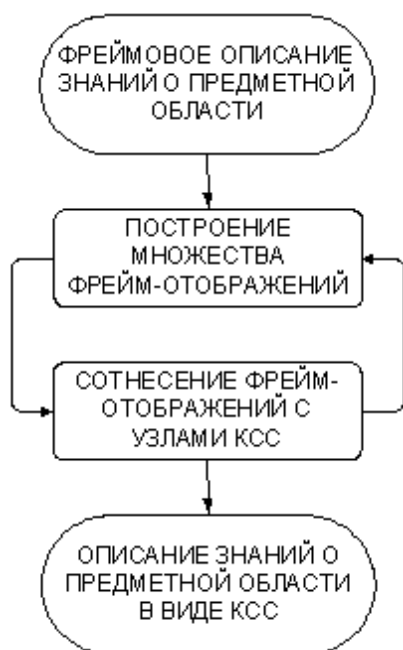 ФРЕЙМОВОЕ ОПИСАНИЕ
ЗНАНИЙ О ПРЕДМЕТНОЙ
ОБЛАСТИ
ПОСТРОЕНИЕ
МНОЖЕСТВА
ФРЕЙМ-ОТОБРАЖЕНИЙ
СОТНЕСЕНИЕ ФРЕЙМ-
ОТОБРАЖЕНИЙ С
УЗЛАМИ КСС
ОПИСАНИЕ ЗНАНИЙ О
ПРЕДМЕТНОЙ ОБЛАСТИ
В ВИДЕ КСС